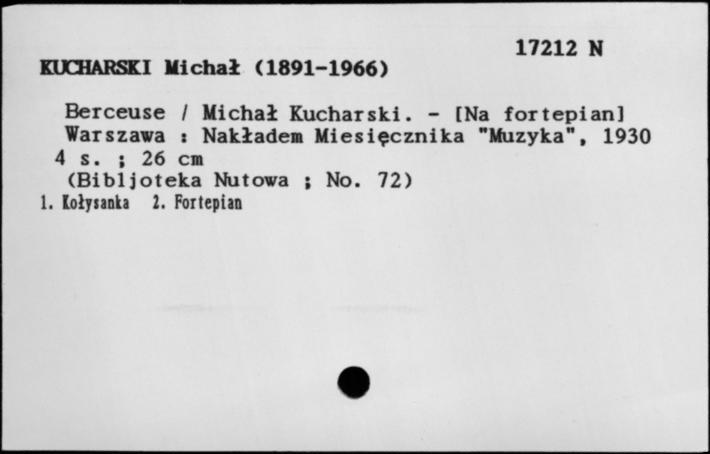 17212 N
KUCHARSKI Michał (1891-1966)
Berceuse / Michał Kucharski. - [Na fortepian]
Warszawa : Nakładem Miesięcznika "Muzyka", 1930
4 s. ; 26 cm
(Bibljoteka Nutowa ; No. 72)
1. Kołysanka 2. Fortepian